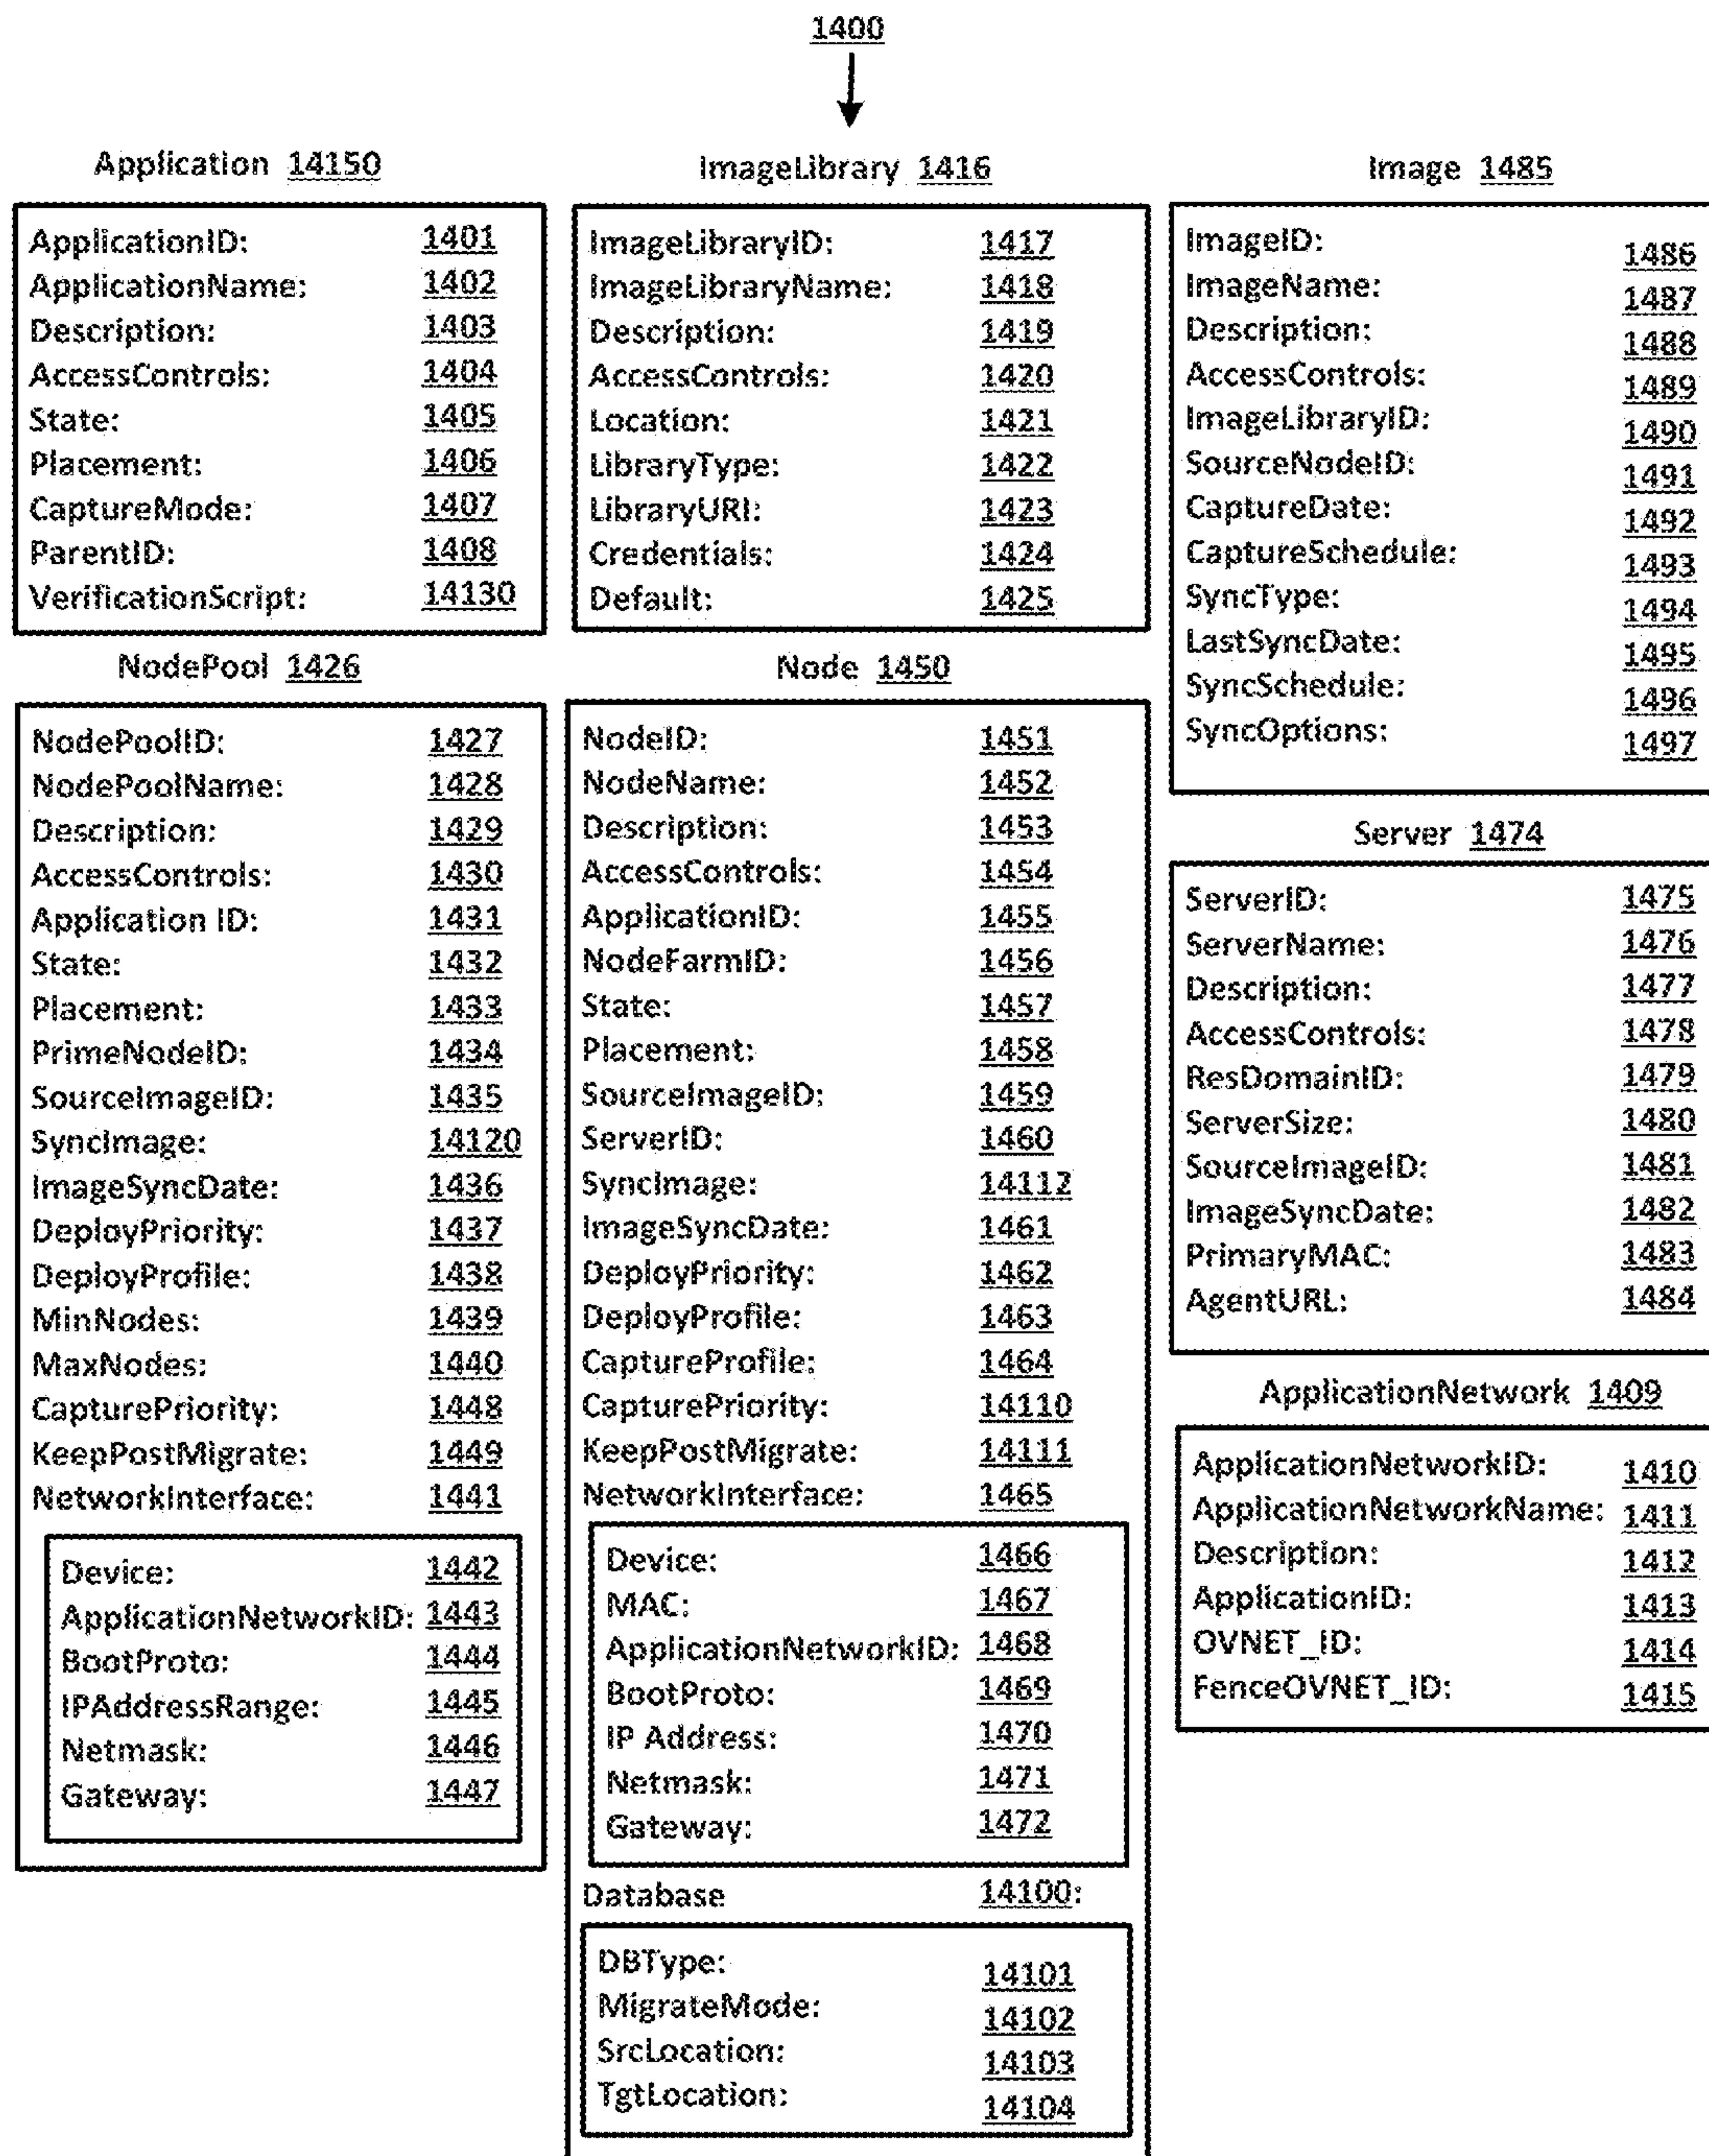 1400
Application 14150
ApplicationID: 1401
ApplicationName: 1402
Description: 1403
AccessControls: 1404
State: 1405
Placement: 1406
CaptureMode: 1407
ParentID: 1408
VerificationScript: 14130
ImageLibrary 1416
ImageLibraryID: 1417
ImageLibraryName: 1418
Description: 1419
AccessControls: 1420
Location: 1421
LibraryType: 1422
LibraryURI: 1423
Credentials: 1424
Default: 1425
Image 1485
ImageID: 1486
ImageName: 1487
Description: 1488
AccessControls: 1489
ImageLibraryID: 1490
SourceNodeID: 1491
CaptureDate: 1492
CaptureSchedule: 1493
SyncType: 1494
LastSyncDate: 1495
SyncSchedule: 1496
SyncOptions: 1497
NodePool 1426
NodePoolID: 1427
NodePoolName: 1428
Description: 1429
AccessControls: 1430
Application ID: 1431
State: 1432
Placement: 1433
PrimeNodeID: 1434
SourceImageID: 1435
SyncImage: 14120
ImageSyncDate: 1436
DeployPriority: 1437
DeployProfile: 1438
MinNodes: 1439
MaxNodes: 1440
CapturePriority: 1448
KeepPostMigrate: 1449
NetworkInterface: 1441
Device: 1442
ApplicationNetworkID: 1443
BootProto: 1444
IPAddressRange: 1445
Netmask: 1446
Gateway: 1447
Node 1450
NodeID: 1451
NodeName: 1452
Description: 1453
AccessControls: 1454
ApplicationID: 1455
NodeFarmID: 1456
State: 1457
Placement: 1458
SourceImageID: 1459
ServerID: 1460
SyncImage: 14112
ImageSyncDate: 1461
DeployPriority: 1462
DeployProfile: 1463
CaptureProfile: 1464
CapturePriority: 14110
KeepPostMigrate: 14111
NetworkInterface: 1465
Device: 1466
MAC: 1467
ApplicationNetworkID: 1468
BootProto: 1469
IP Address: 1470
Netmask: 1471
Gateway: 1472
Database 14100:
DBType: 14101
MigrateMode: 14102
SrcLocation: 14103
TgtLocation: 14104
Server 1474
ServerID: 1475
ServerName: 1476
Description: 1477
AccessControls: 1478
ResDomainID: 1479
ServerSize: 1480
SourceImageID: 1481
ImageSyncDate: 1482
PrimaryMAC: 1483
AgentURL: 1484
ApplicationNetwork 1409
ApplicationNetworkID: 1410
ApplicationNetworkName: 1411
Description: 1412
ApplicationID: 1413
OVNET_ID: 1414
FenceOVNET_ID: 1415